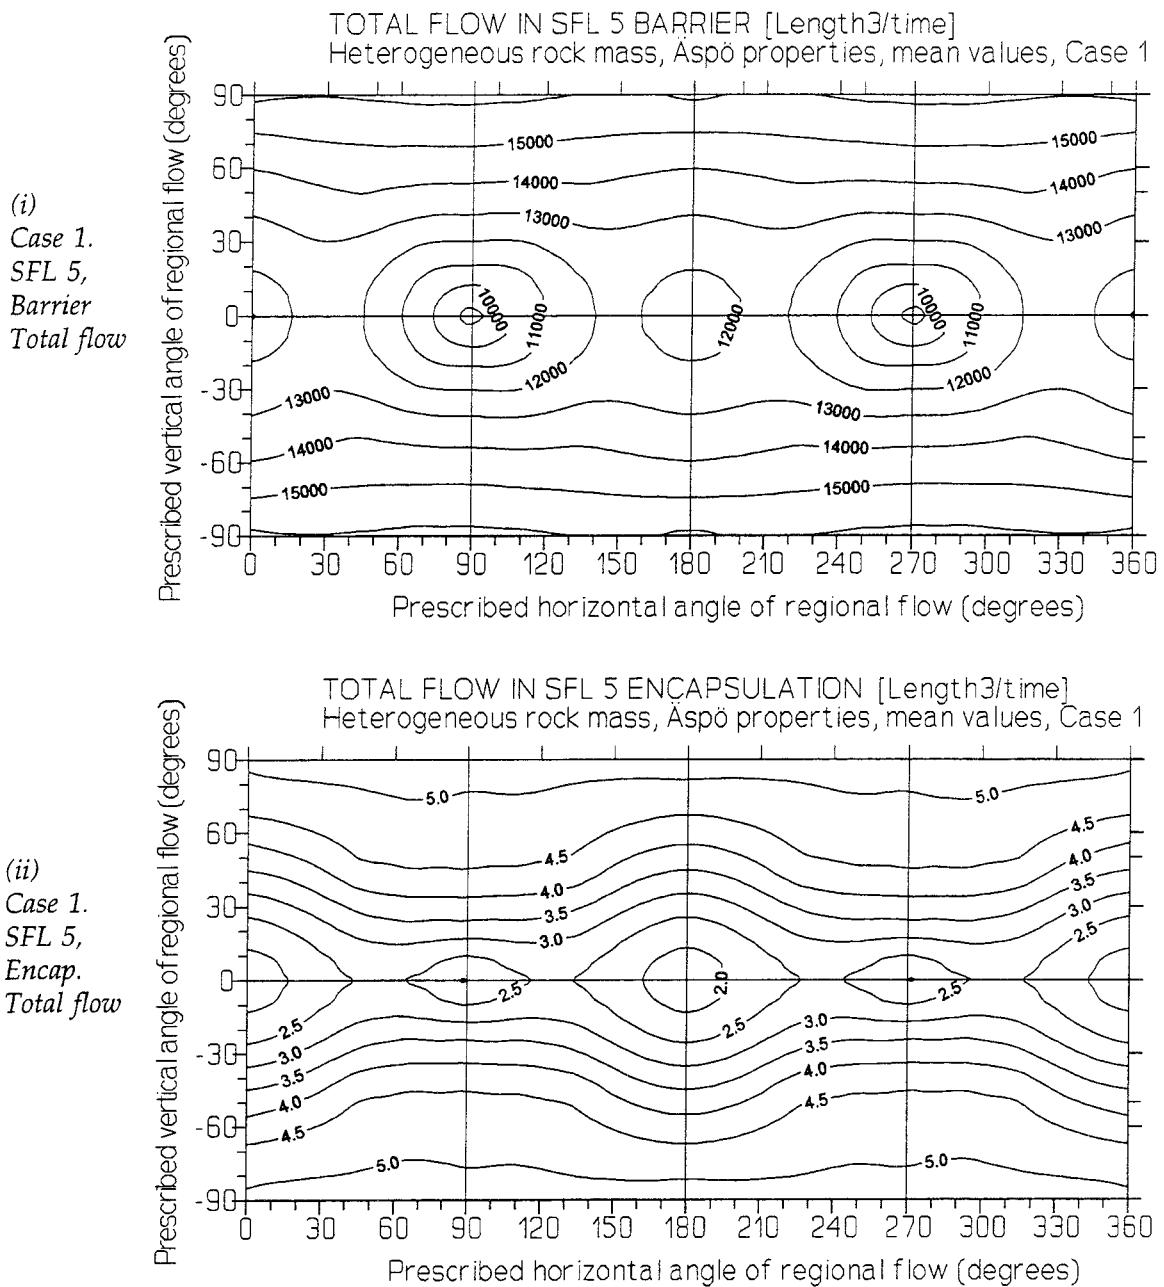 TOTAL FLOW IN SFL 5 BARRIER [Length3/time]
Heterogeneous rock mass, Äspö properties, mean values, Case 1
(i)
Case 1.
SFL 5,
Barrier
Total flow
Prescribed vertical angle of regional flow (degrees)
90
60
30
0
-30
-60
-90
15000
15000
14000
14000
13000
13000
10000
11000
12000
12000
10000
11000
12000
13000
13000
14000
14000
15000
15000
0 30 60 90 120 150 180 210 240 270 300 330 360
Prescribed horizontal angle of regional flow (degrees)
TOTAL FLOW IN SFL 5 ENCAPSULATION [Length3/time]
Heterogeneous rock mass, Äspö properties, mean values, Case 1
(ii)
Case 1.
SFL 5,
Encap.
Total flow
Prescribed vertical angle of regional flow (degrees)
90
60
30
0
-30
-60
-90
5.0
5.0
4.5
4.5
4.0
4.0
3.5
3.5
3.0
3.0
2.5
2.5
2.0
2.5
2.5
2.5
3.0
3.0
3.5
3.5
4.0
4.0
4.5
4.5
5.0
5.0
0 30 60 90 120 150 180 210 240 270 300 330 360
Prescribed horizontal angle of regional flow (degrees)